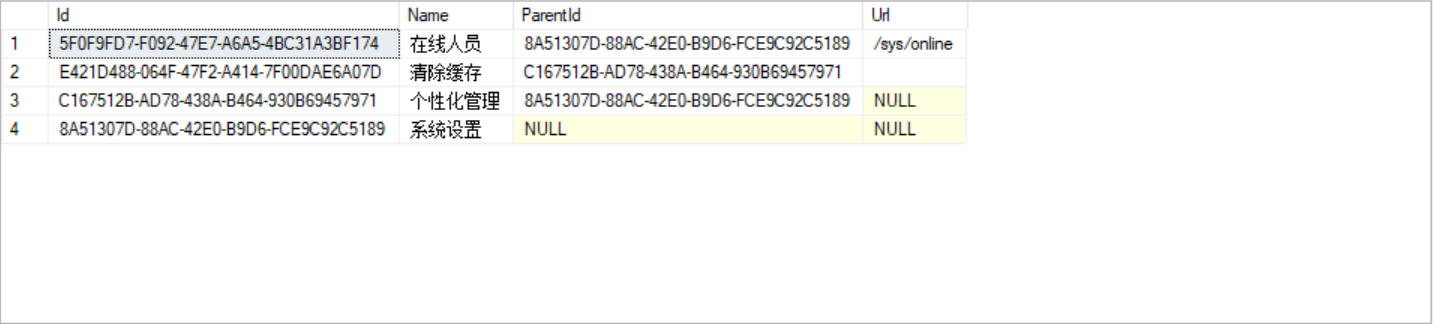 Id Name ParentId Url
1 5F0F9FD7-F092-47E7-A6A5-4BC31A3BF174 在线人员 8A51307D-88AC-42E0-B9D6-FCE9C92C5189 /sys/online
2 E421D488-064F-47F2-A414-7F00DAE6A07D 清除缓存 C167512B-AD78-438A-B464-930B69457971
3 C167512B-AD78-438A-B464-930B69457971 个性化管理 8A51307D-88AC-42E0-B9D6-FCE9C92C5189 NULL
4 8A51307D-88AC-42E0-B9D6-FCE9C92C5189 系统设置 NULL NULL